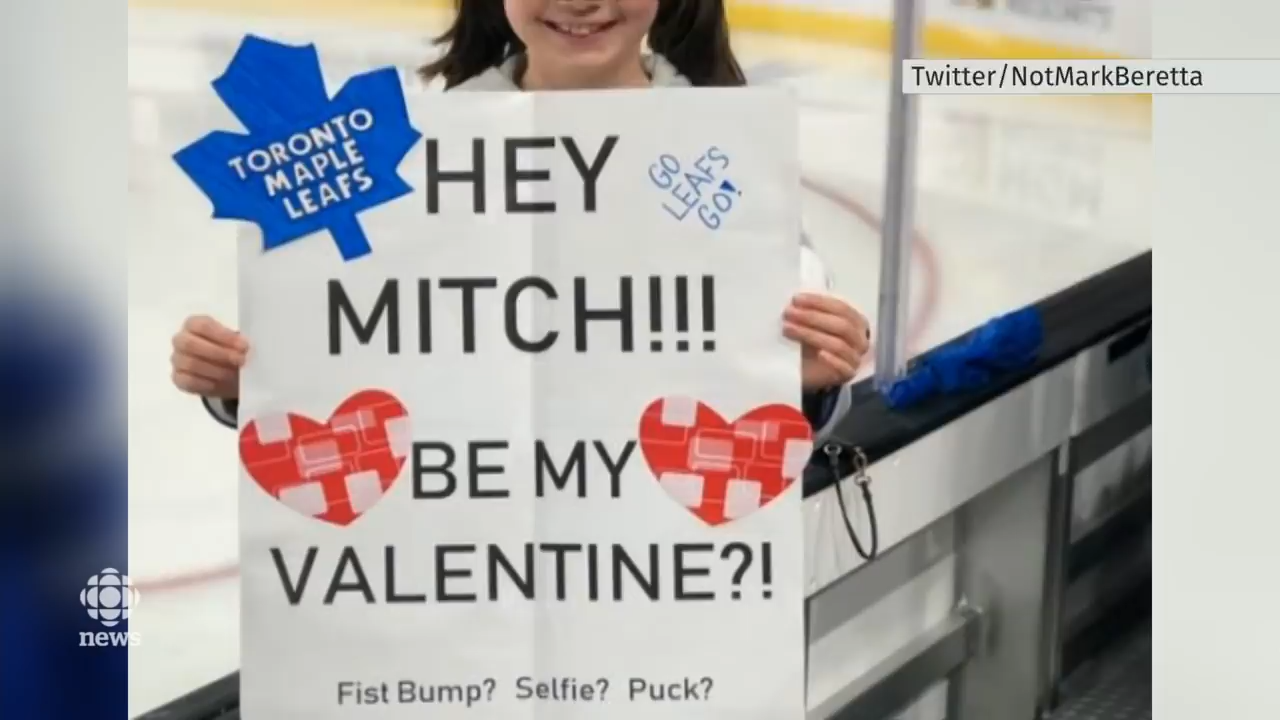 Twitter/NotMarkBeretta
TORONTO
MAPLE
LEAFS
HEY
GO
LEAFS
GO!
MITCH!!!
BE MY
VALENTINE?!
Fist Bump? Selfie? Puck?
news